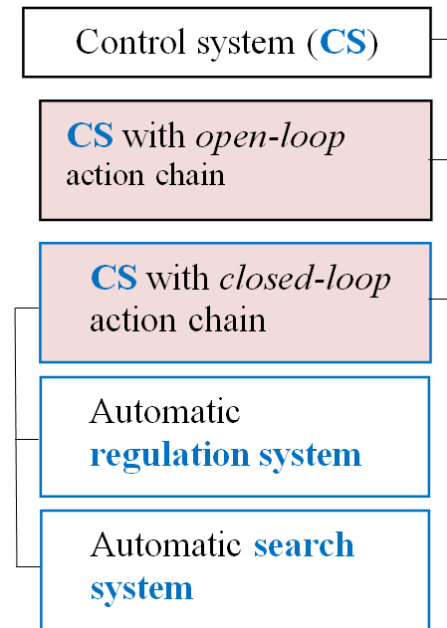 Control system (CS)
CS with open-loop
action chain
CS with closed-loop
action chain
Automatic
regulation system
Automatic search
system